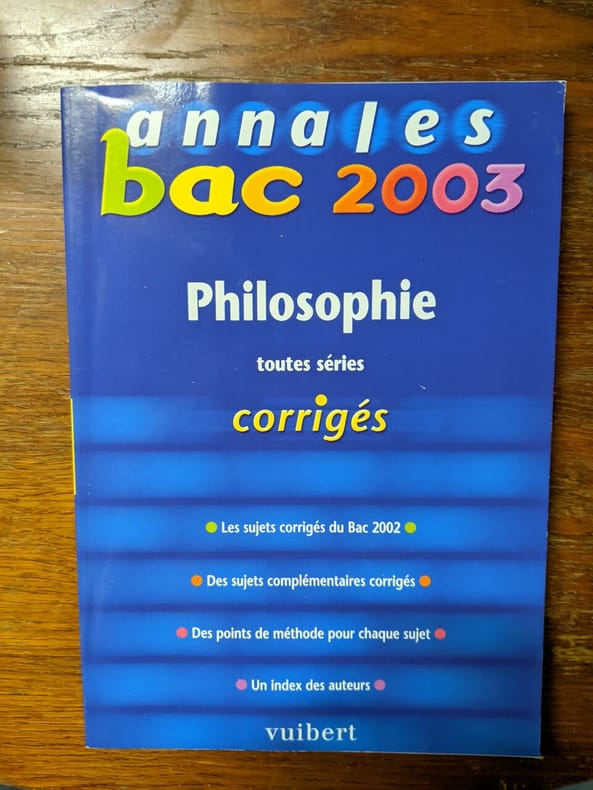 annales
bac 2003
Philosophie
toutes séries
corrigés
Les sujets corrigés du Bac 2002
Des sujets complémentaires corrigés
Des points de méthode pour chaque sujet
Un index des auteurs
vuibert